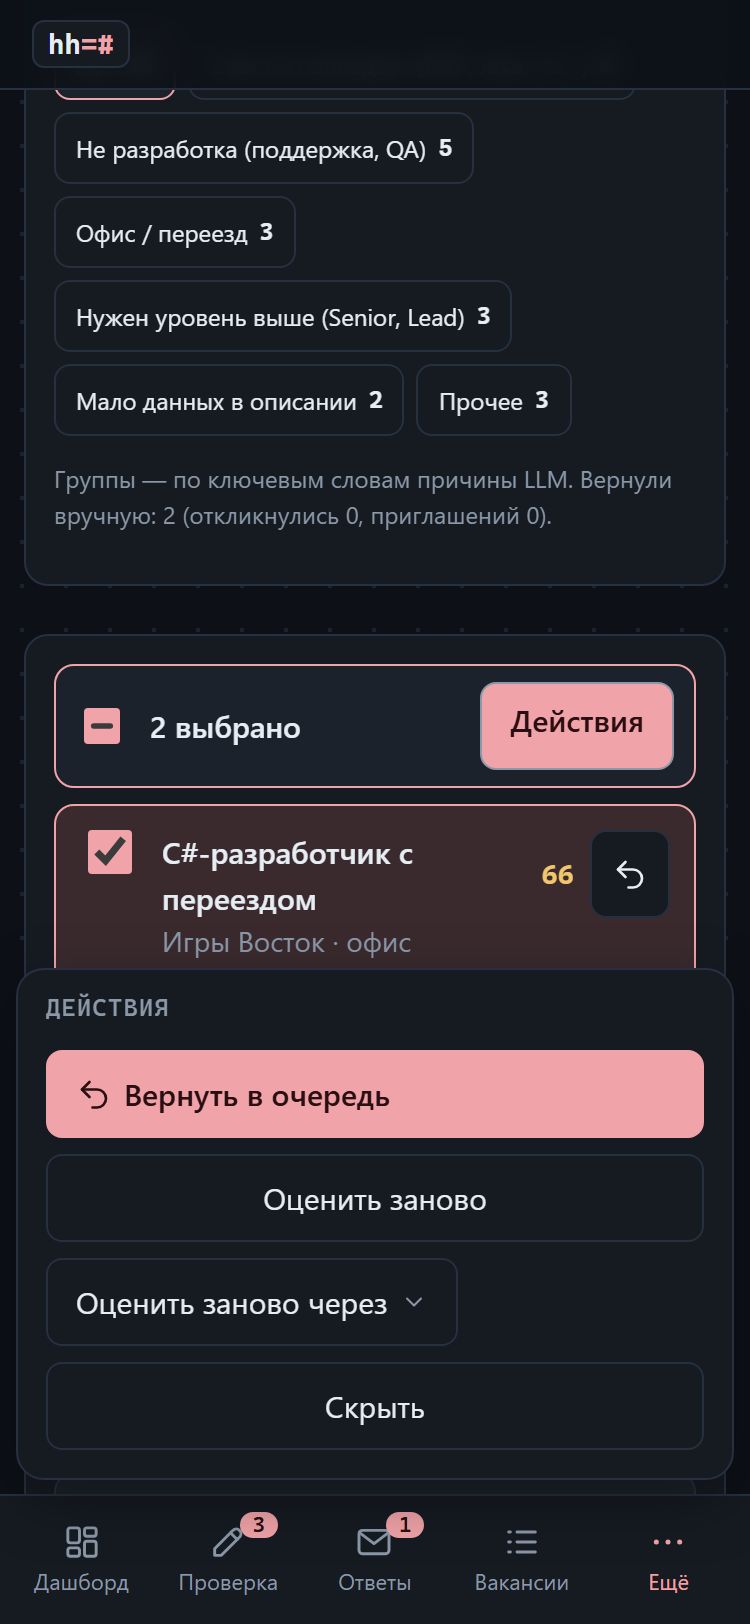 hh=#
Не разработка (поддержка, QA) 5
Офис / переезд 3
Нужен уровень выше (Senior, Lead) 3
Мало данных в описании 2
Прочее 3
Группы — по ключевым словам причины LLM. Вернули
вручную: 2 (откликнулись 0, приглашений 0).
2 выбрано
Действия
C#-разработчик с
переездом
66
Игры Восток · офис
ДЕЙСТВИЯ
Вернуть в очередь
Оценить заново
Оценить заново через
Скрыть
3
1
Дашборд
Проверка
Ответы
Вакансии
Ещё